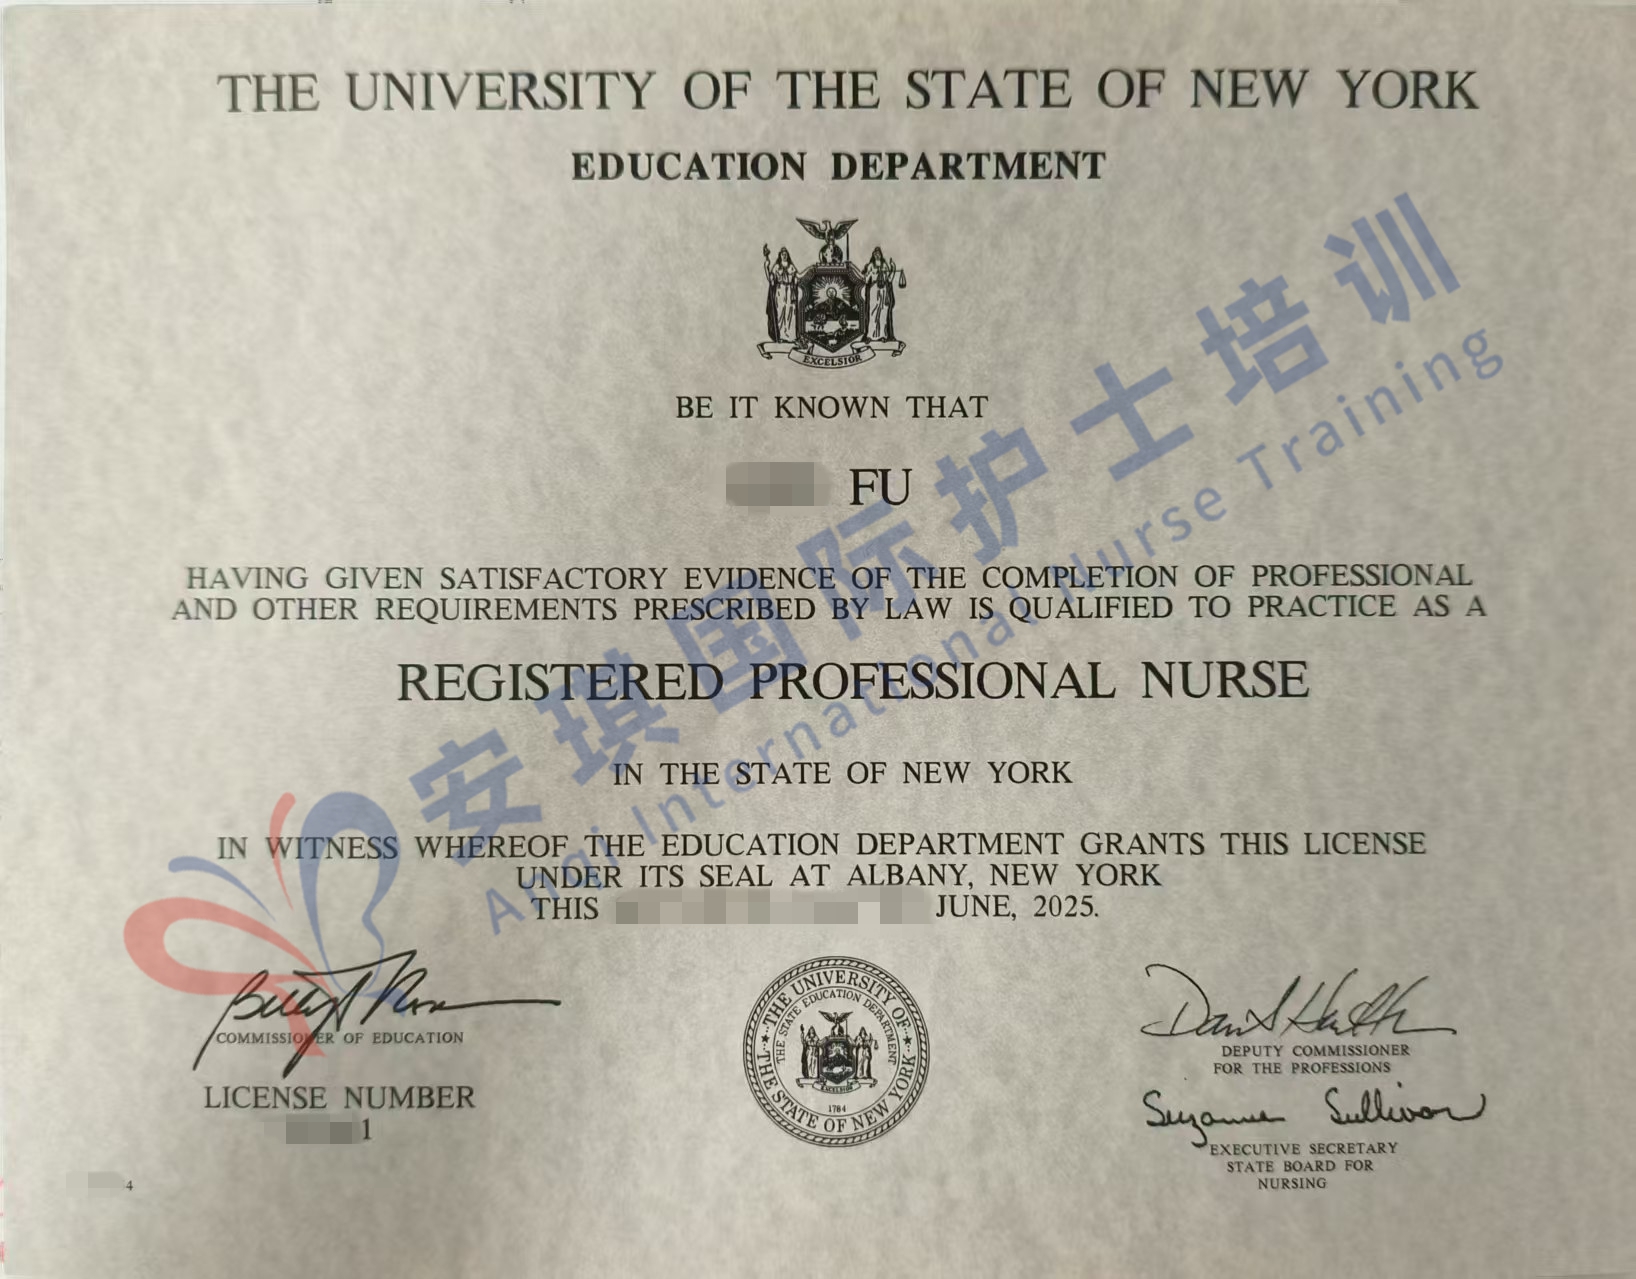 THE UNIVERSITY OF THE STATE OF NEW YORK
EDUCATION DEPARTMENT
EXCELSIOR
BE IT KNOWN THAT
FU
HAVING GIVEN SATISFACTORY EVIDENCE OF THE COMPLETION OF PROFESSIONAL
AND OTHER REQUIREMENTS PRESCRIBED BY LAW IS QUALIFIED TO PRACTICE AS A
REGISTERED PROFESSIONAL NURSE
IN THE STATE OF NEW YORK
IN WITNESS WHEREOF THE EDUCATION DEPARTMENT GRANTS THIS LICENSE
UNDER ITS SEAL AT ALBANY, NEW YORK
THIS JUNE, 2025.
COMMISSIONER OF EDUCATION
LICENSE NUMBER
1
4
THE UNIVERSITY OF THE STATE OF NEW YORK
THE STATE EDUCATION DEPARTMENT
EXCELSIOR
1784
DEPUTY COMMISSIONER
FOR THE PROFESSIONS
Suzanne Sullivan
EXECUTIVE SECRETARY
STATE BOARD FOR
NURSING
安琪国际护士培训
Anqi International Nurse Training